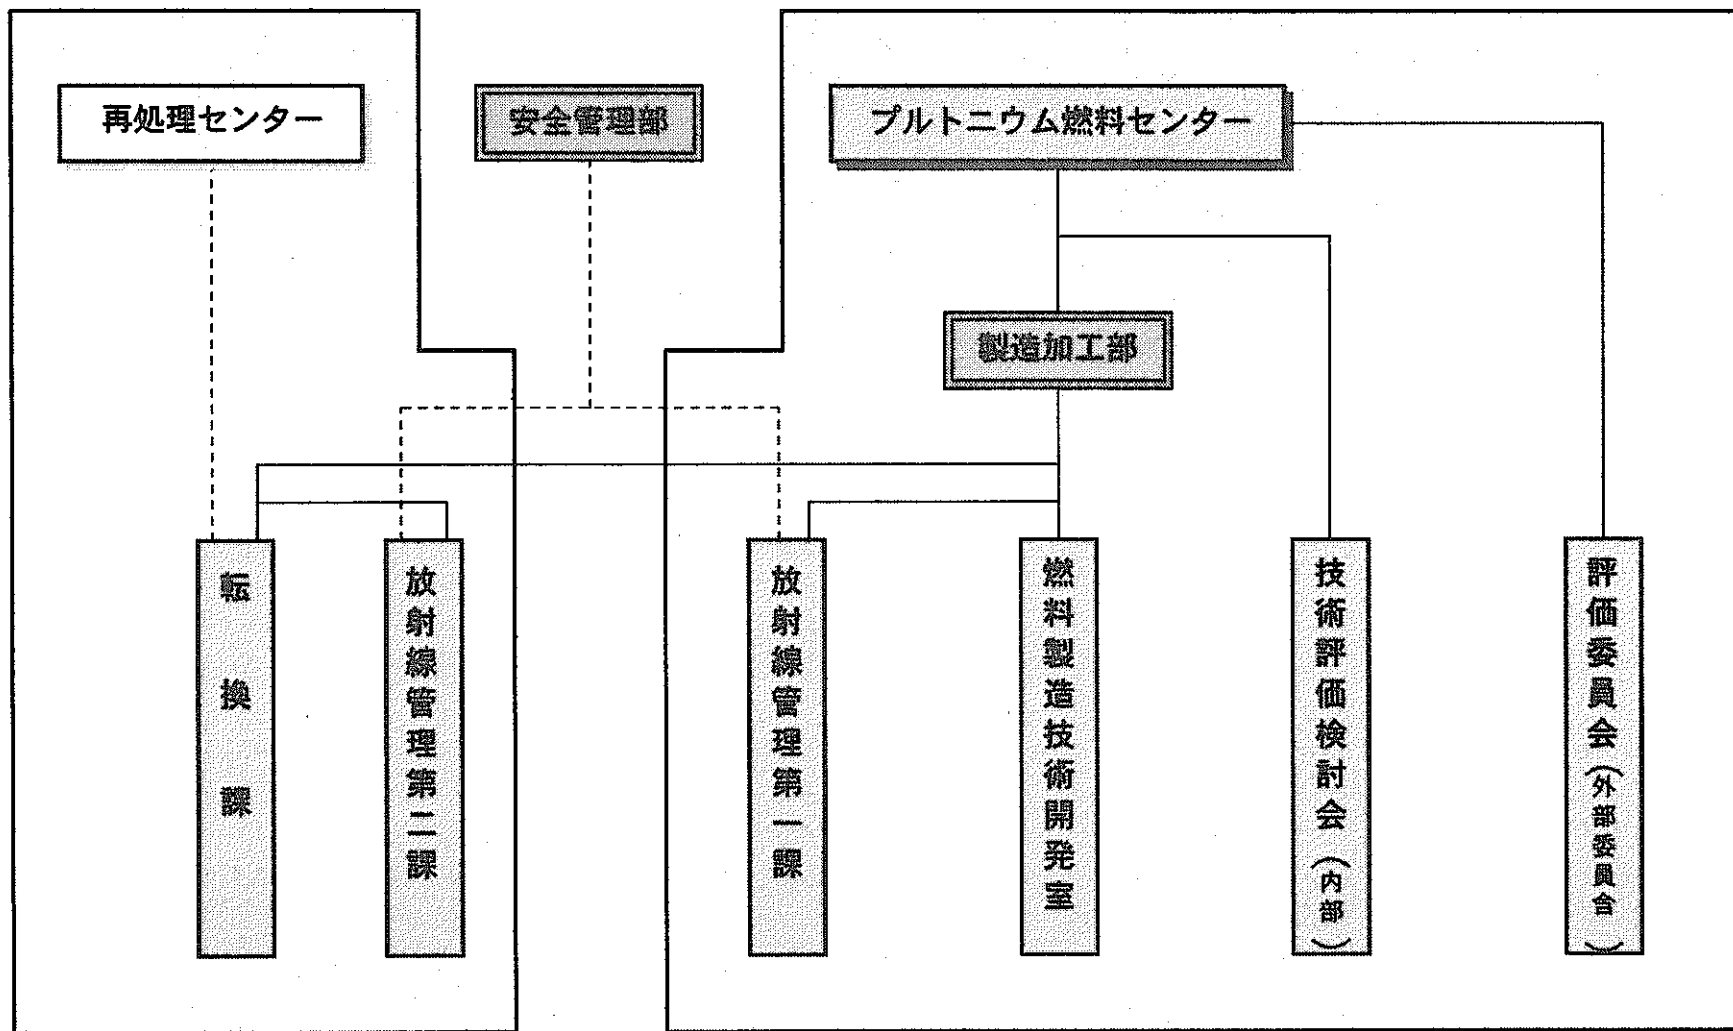 再処理センター
安全管理部
プルトニウム燃料センター
製造加工部
転換課
放射線管理第二課
放射線管理第一課
燃料製造技術開発室
技術評価検討会（内部）
評価委員会（外部委員含）